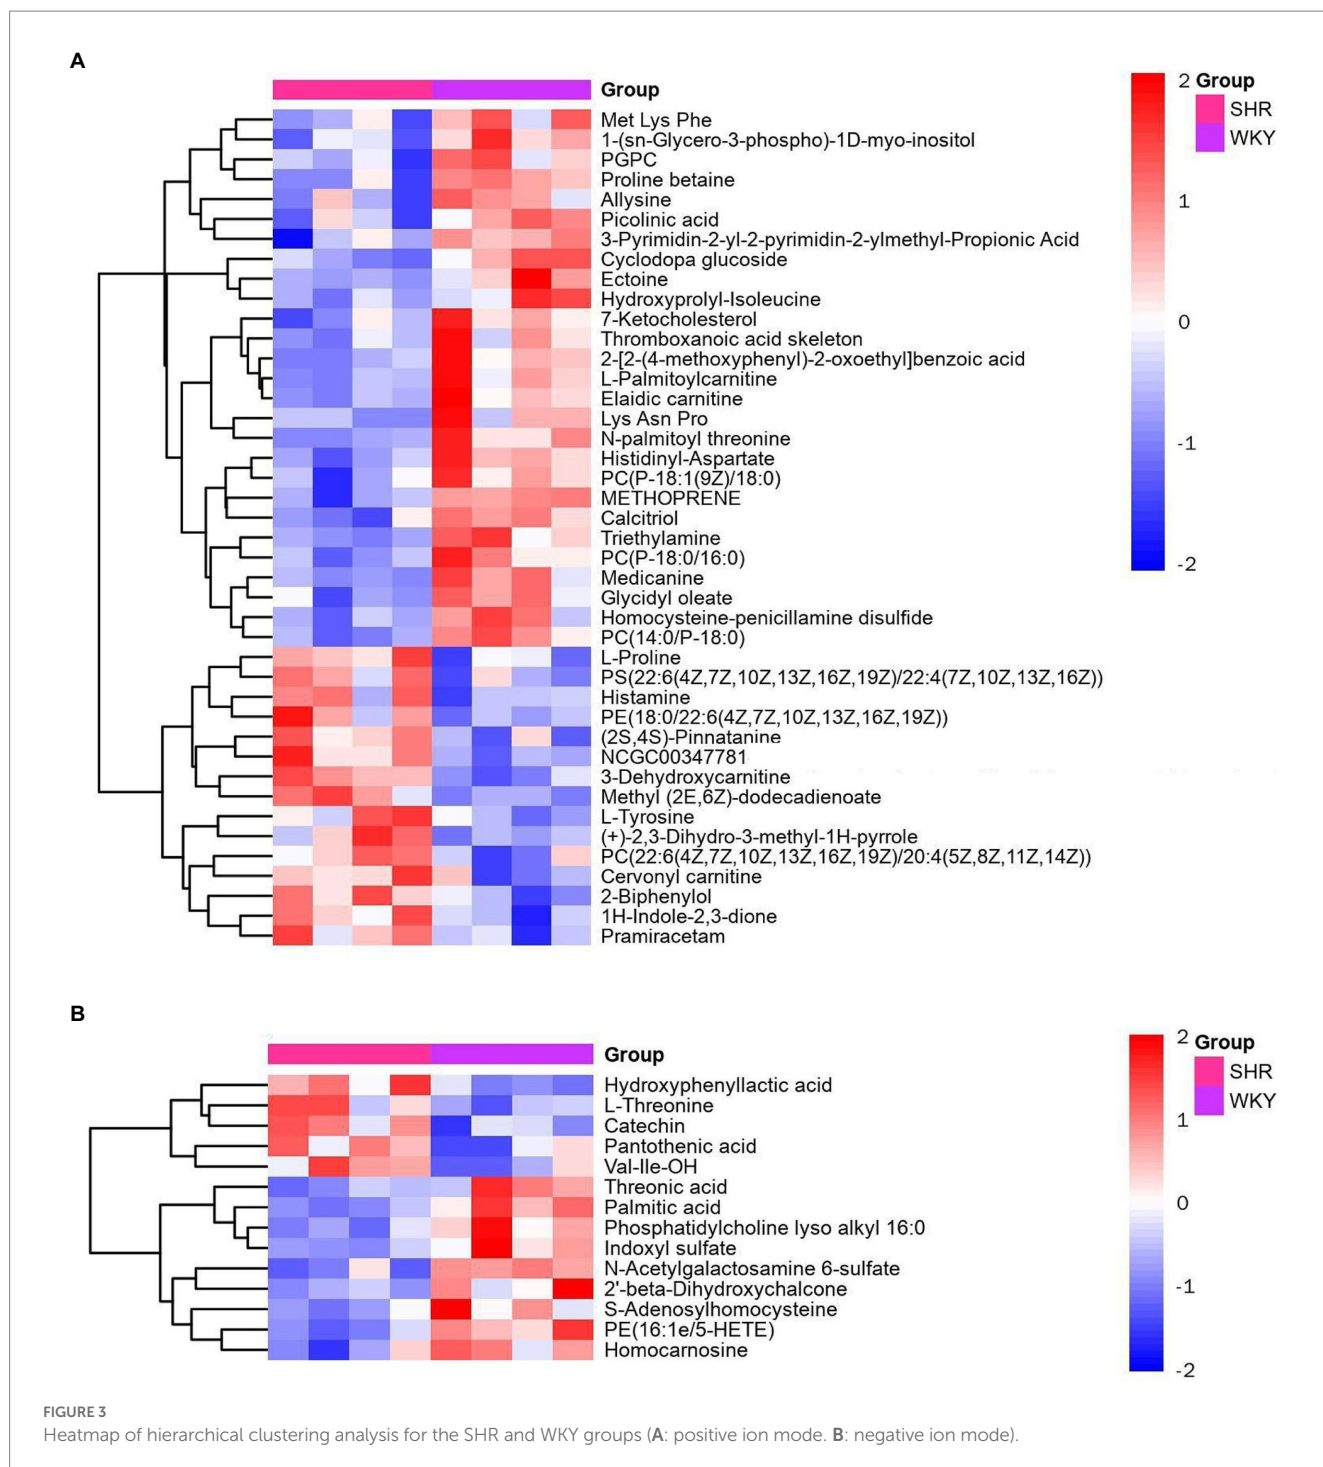 A
Group
Met Lys Phe
1-(sn-Glycero-3-phospho)-1D-myo-inositol
PGPC
Proline betaine
Allysine
Picolinic acid
3-Pyrimidin-2-yl-2-pyrimidin-2-ylmethyl-Propionic Acid
Cyclodopa glucoside
Ectoine
Hydroxyprolyl-Isoleucine
7-Ketocholesterol
Thromboxanoic acid skeleton
2-[2-(4-methoxyphenyl)-2-oxoethyl]benzoic acid
L-Palmitoylcarnitine
Elaidic carnitine
Lys Asn Pro
N-palmitoyl threonine
Histidinyl-Aspartate
PC(P-18:1(9Z)/18:0)
METHOPRENE
Calcitriol
Triethylamine
PC(P-18:0/16:0)
Medicanine
Glycidyl oleate
Homocysteine-penicillamine disulfide
PC(14:0/P-18:0)
L-Proline
PS(22:6(4Z,7Z,10Z,13Z,16Z,19Z)/22:4(7Z,10Z,13Z,16Z))
Histamine
PE(18:0/22:6(4Z,7Z,10Z,13Z,16Z,19Z))
(2S,4S)-Pinnatanine
NCGC00347781
3-Dehydroxycarnitine
Methyl (2E,6Z)-dodecadienoate
L-Tyrosine
(+)-2,3-Dihydro-3-methyl-1H-pyrrole
PC(22:6(4Z,7Z,10Z,13Z,16Z,19Z)/20:4(5Z,8Z,11Z,14Z))
Cervonyl carnitine
2-Biphenylol
1H-Indole-2,3-dione
Pramiracetam
2
1
0
-1
-2
Group
SHR
WKY
B
Group
Hydroxyphenyllactic acid
L-Threonine
Catechin
Pantothenic acid
Val-Ile-OH
Threonic acid
Palmitic acid
Phosphatidylcholine lyso alkyl 16:0
Indoxyl sulfate
N-Acetylgalactosamine 6-sulfate
2'-beta-Dihydroxychalcone
S-Adenosylhomocysteine
PE(16:1e/5-HETE)
Homocarnosine
2
1
0
-1
-2
Group
SHR
WKY
FIGURE 3
Heatmap of hierarchical clustering analysis for the SHR and WKY groups (A: positive ion mode. B: negative ion mode).